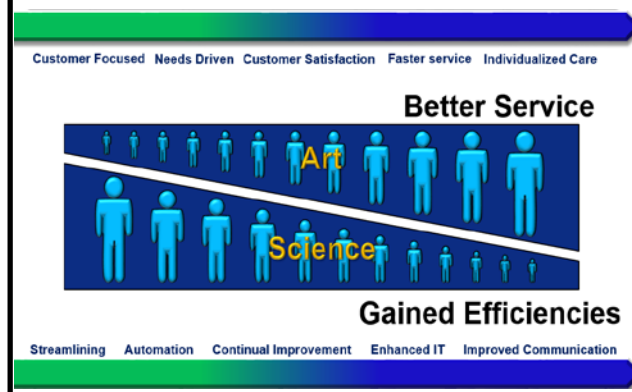 Customer Focused Needs Driven Customer Satisfaction Faster service Individualized Care
Better Service
Art
Science
Gained Efficiencies
Streamlining Automation Continual Improvement Enhanced IT Improved Communication